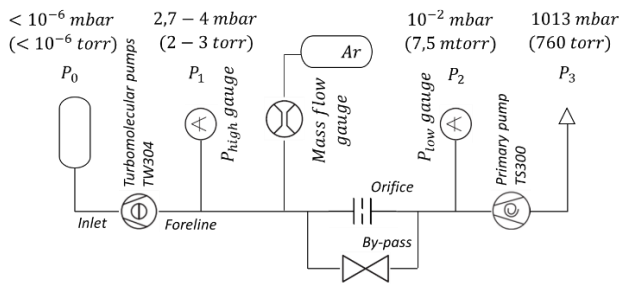 < 10⁻⁶ mbar
(< 10⁻⁶ torr)
P₀
2,7 − 4 mbar
(2 − 3 torr)
P₁
10⁻² mbar
(7,5 mtorr)
P₂
1013 mbar
(760 torr)
P₃
Ar
Turbomolecular pumps
TW304
P_high gauge
Mass flow
gauge
P_low gauge
Primary pump
TS300
Orifice
Inlet
Foreline
By-pass